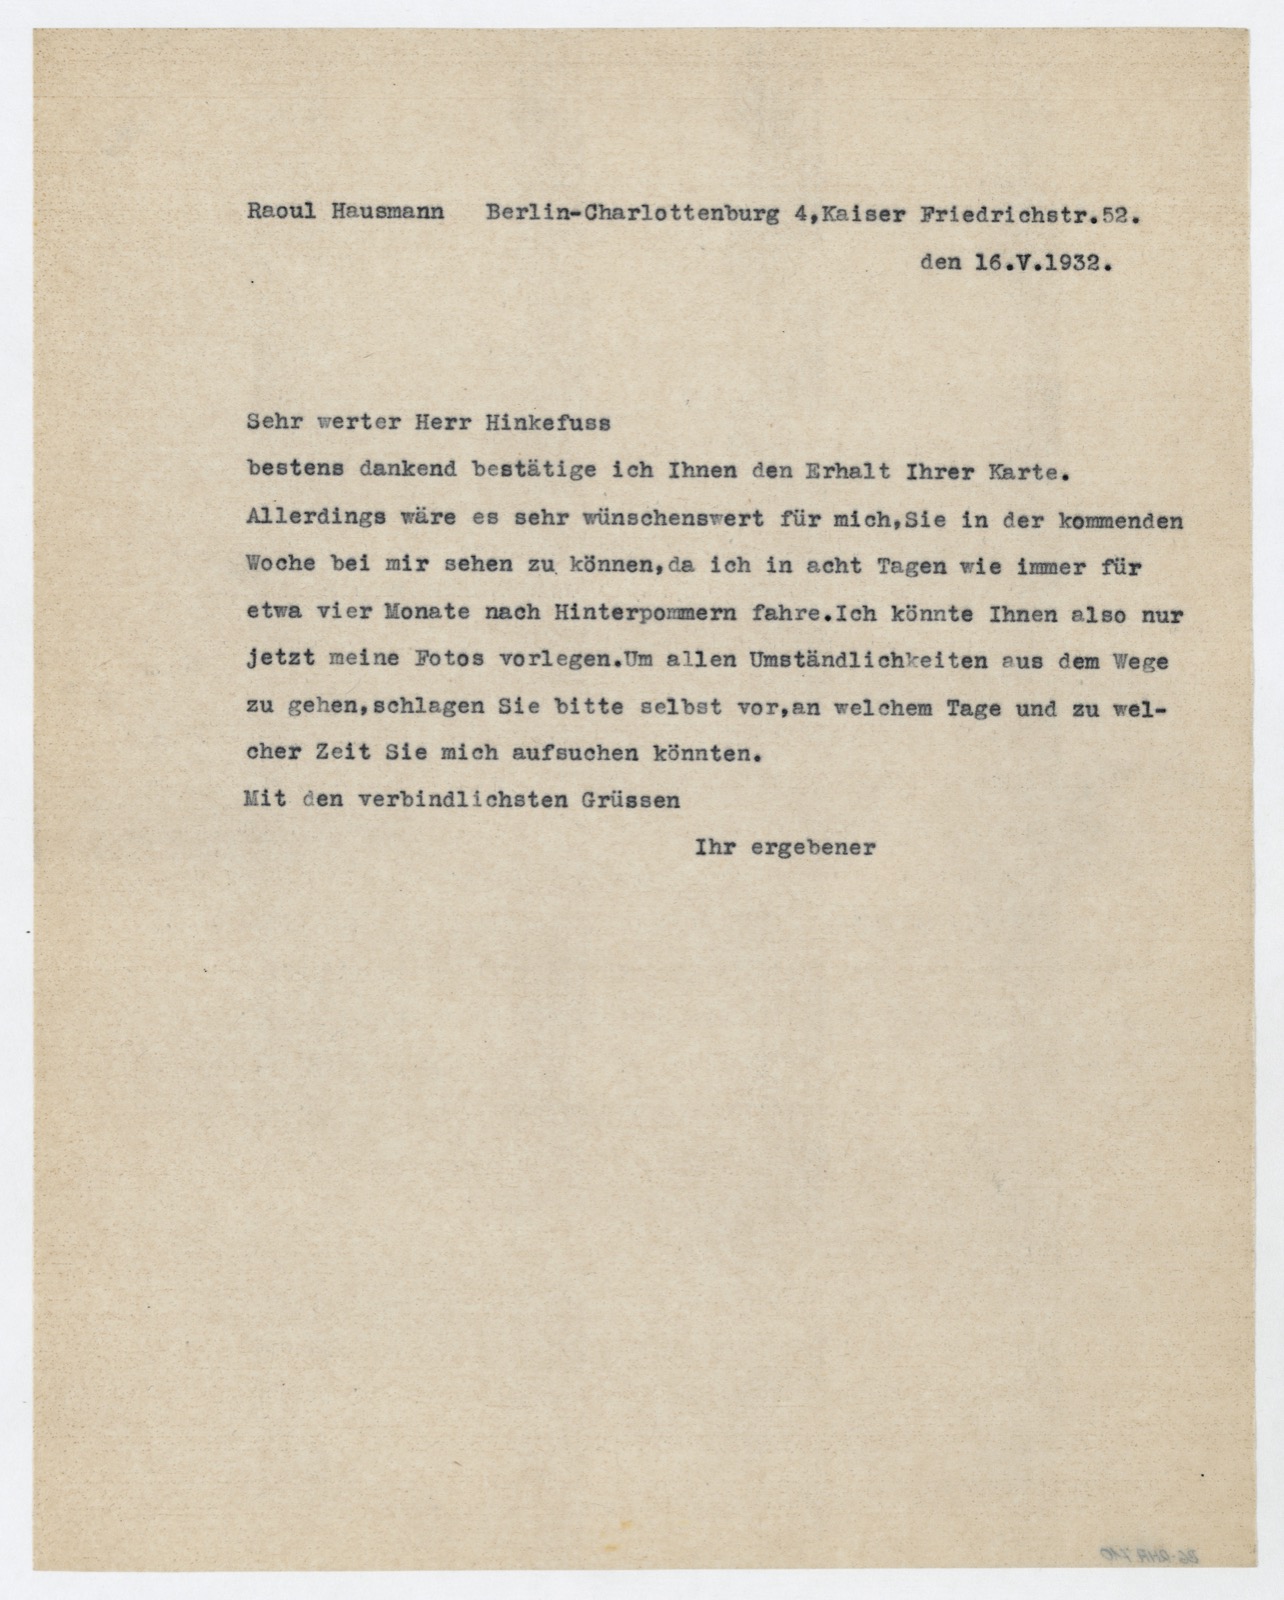 Raoul Hausmann   Berlin-Charlottenburg 4,Kaiser Friedrichstr.52.
den 16.V.1932.
Sehr werter Herr Hinkefuss
bestens dankend bestätige ich Ihnen den Erhalt Ihrer Karte.
Allerdings wäre es sehr wünschenswert für mich,Sie in der kommenden
Woche bei mir sehen zu können,da ich in acht Tagen wie immer für
etwa vier Monate nach Hinterpommern fahre.Ich könnte Ihnen also nur
jetzt meine Fotos vorlegen.Um allen Umständlichkeiten aus dem Wege
zu gehen,schlagen Sie bitte selbst vor,an welchem Tage und zu wel-
cher Zeit Sie mich aufsuchen könnten.
Mit den verbindlichsten Grüssen
Ihr ergebener